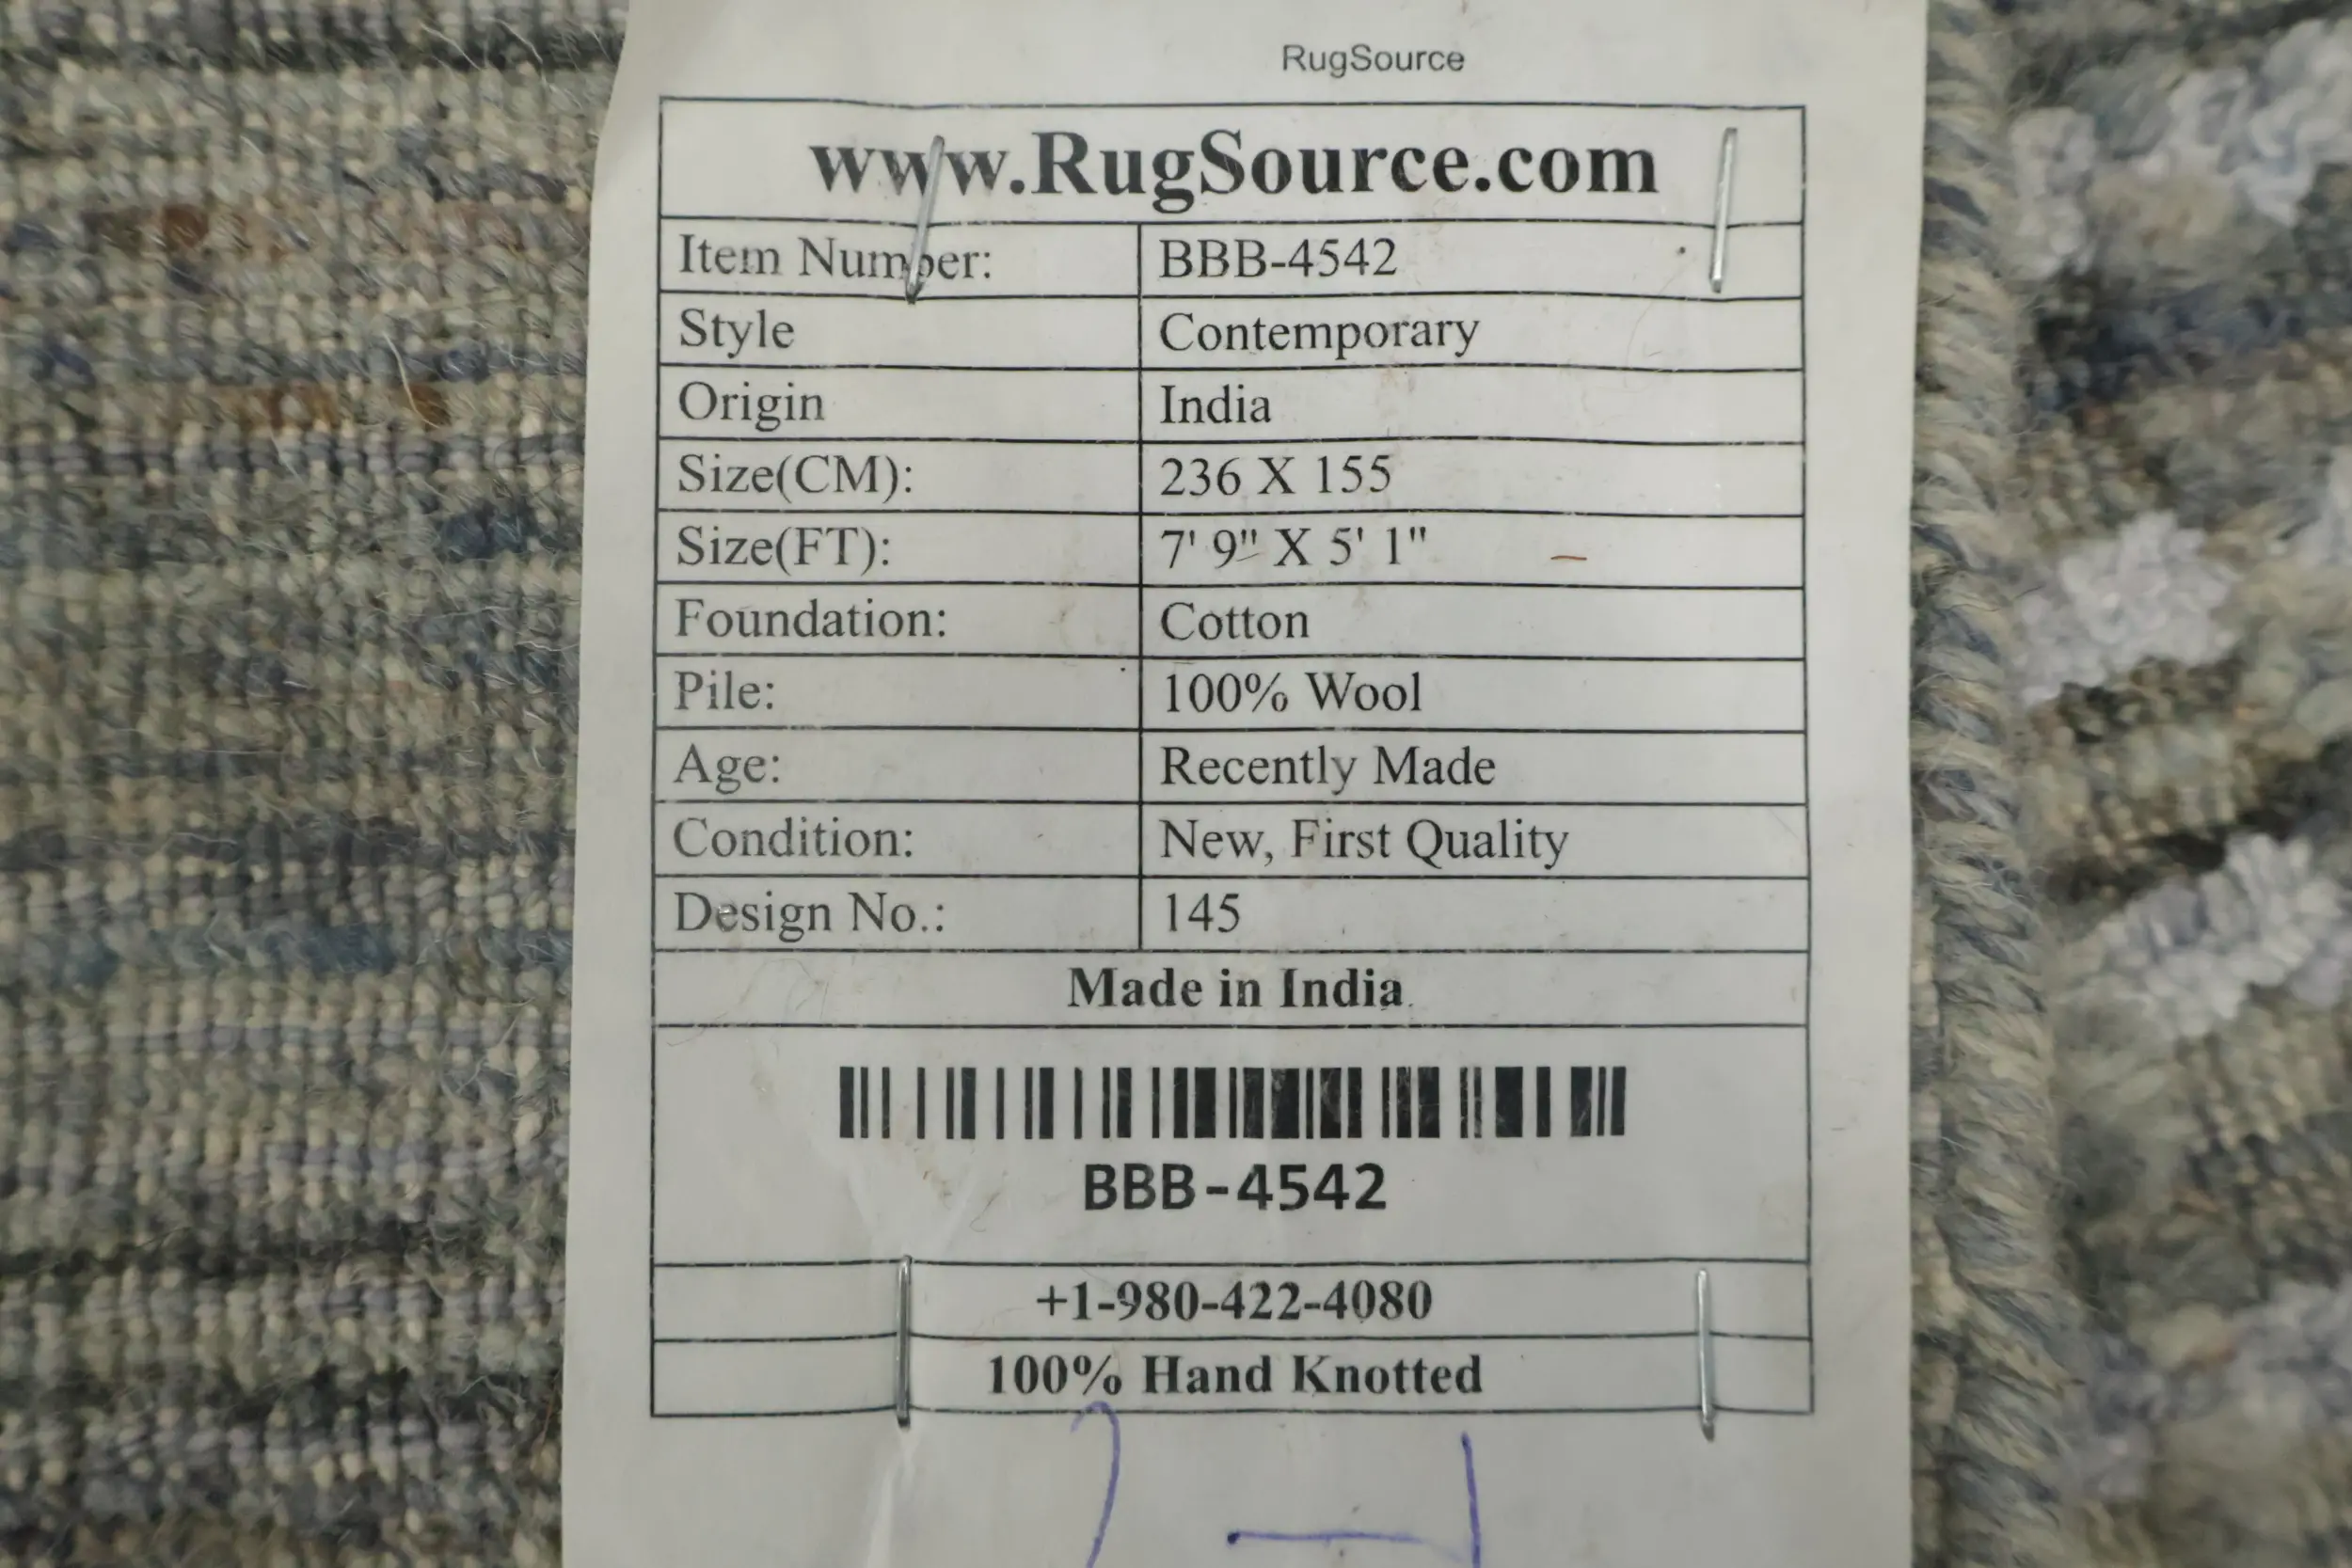 RugSource
www.RugSource.com
Item Number: BBB-4542
Style Contemporary
Origin India
Size(CM): 236 X 155
Size(FT): 7' 9" X 5' 1"
Foundation: Cotton
Pile: 100% Wool
Age: Recently Made
Condition: New, First Quality
Design No.: 145
Made in India
BBB-4542
+1-980-422-4080
100% Hand Knotted